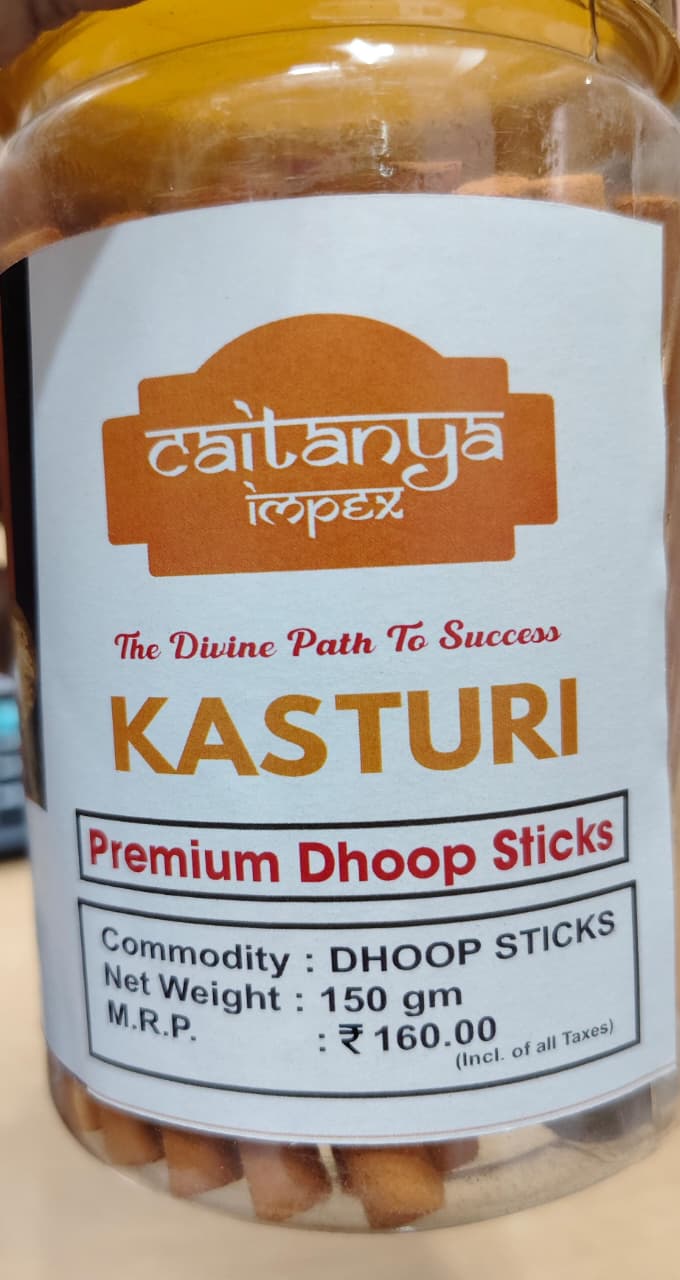 caitanya
impex
The Divine Path To Success
KASTURI
Premium Dhoop Sticks
Commodity : DHOOP STICKS
Net Weight : 150 gm
M.R.P. : ₹ 160.00
(Incl. of all Taxes)